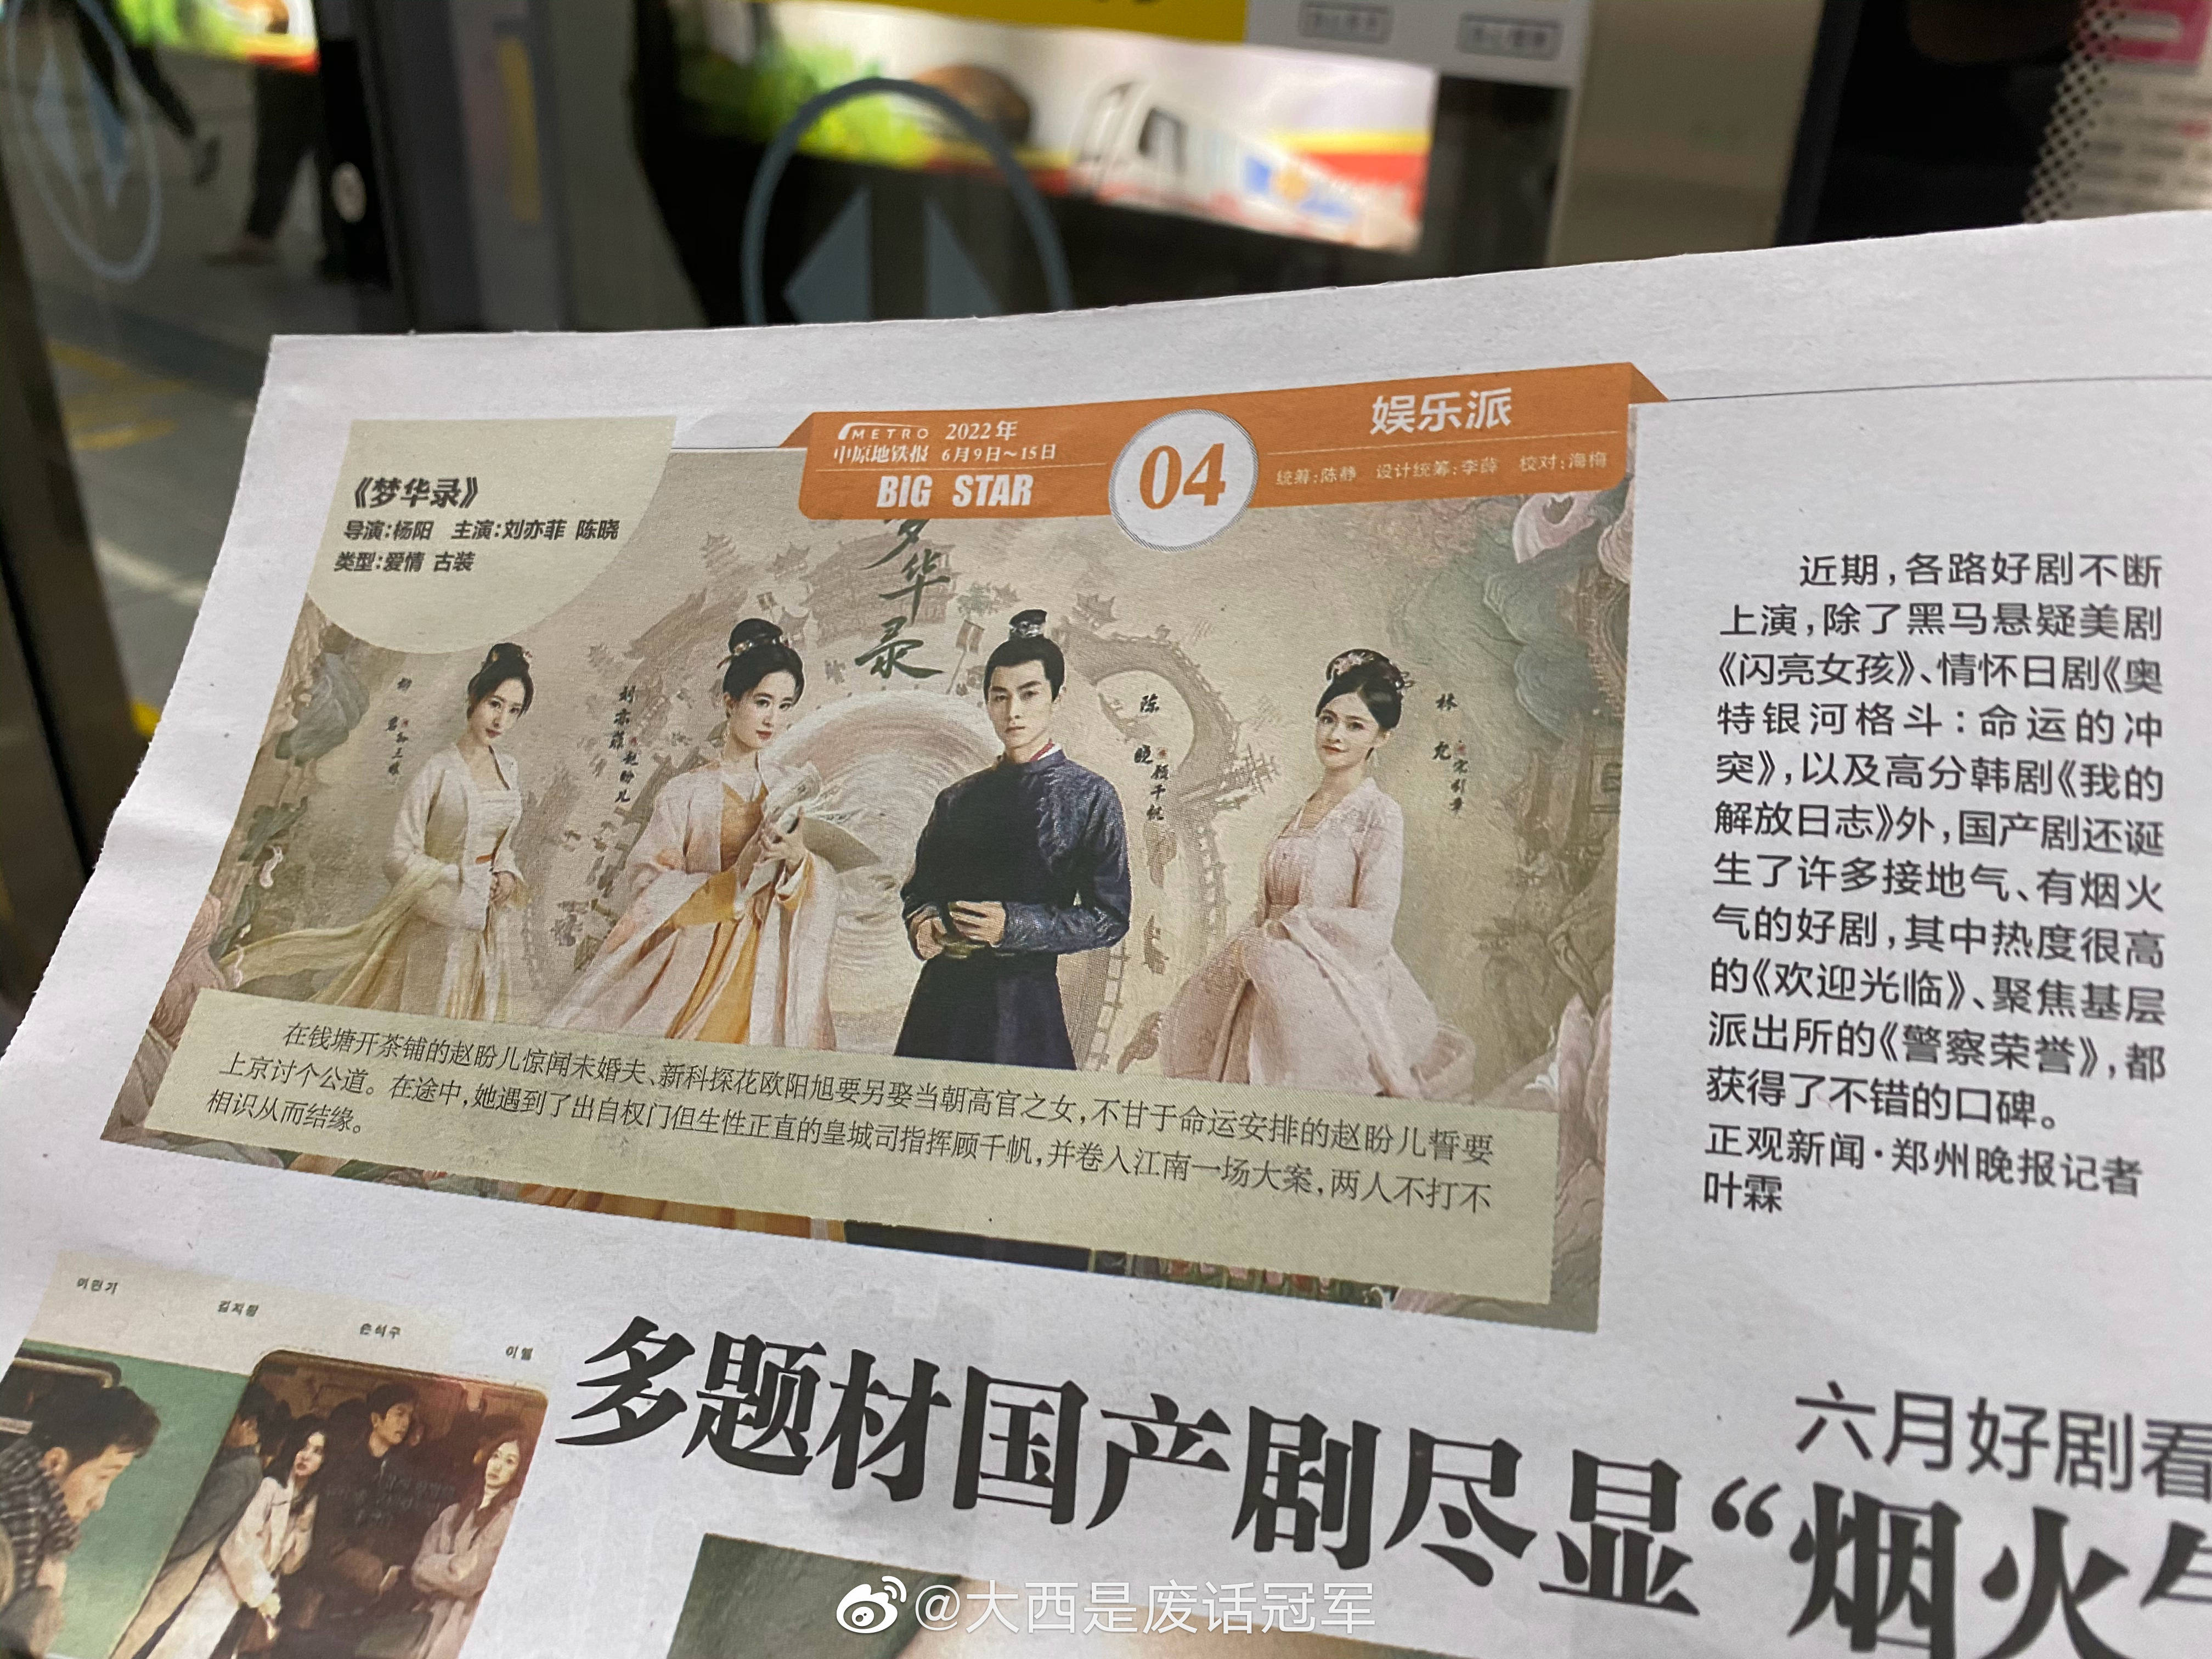 METRO
中原地铁报
2022年
6月9日~15日
BIG STAR
04
娱乐派
统筹:陈静 设计统筹:李薛 校对:海梅
《梦华录》
导演:杨阳 主演:刘亦菲 陈晓
类型:爱情 古装
华
录
刘亦菲
赵盼儿
陈晓
顾千帆
林允
宋引章
在钱塘开茶铺的赵盼儿惊闻未婚夫、新科探花欧阳旭要另娶当朝高官之女,不甘于命运安排的赵盼儿誓要
上京讨个公道。在途中,她遇到了出自权门但生性正直的皇城司指挥顾千帆,并卷入江南一场大案,两人不打不
相识从而结缘。
近期,各路好剧不断
上演,除了黑马悬疑美剧
《闪亮女孩》、情怀日剧《奥
特银河格斗:命运的冲
突》,以及高分韩剧《我的
解放日志》外,国产剧还诞
生了许多接地气、有烟火
气的好剧,其中热度很高
的《欢迎光临》、聚焦基层
派出所的《警察荣誉》,都
获得了不错的口碑。
正观新闻·郑州晚报记者
叶霖
이민기
김지원
손석구
이엘
六月好剧看
多题材国产剧尽显“烟火
@大西是废话冠军